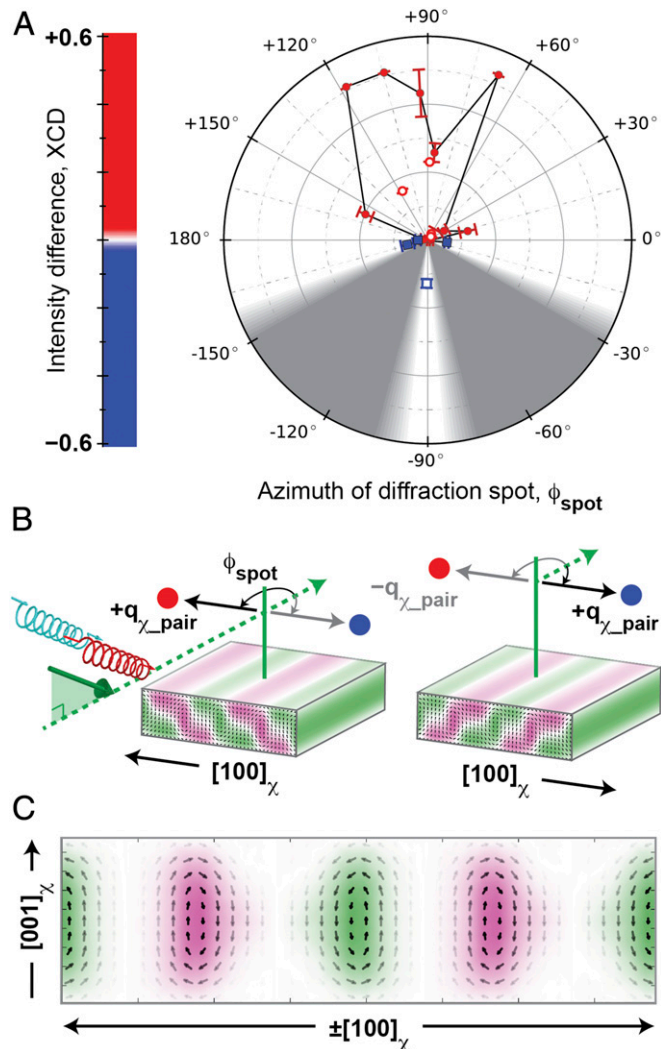 A
+0.6
Intensity difference, XCD
−0.6
+90°
+120°
+60°
+150°
+30°
180°
0°
-150°
-30°
-120°
-60°
-90°
Azimuth of diffraction spot, ϕspot
B
ϕspot
+qχ_pair
−qχ_pair
+qχ_pair
[100]χ
[100]χ
C
[001]χ
±[100]χ